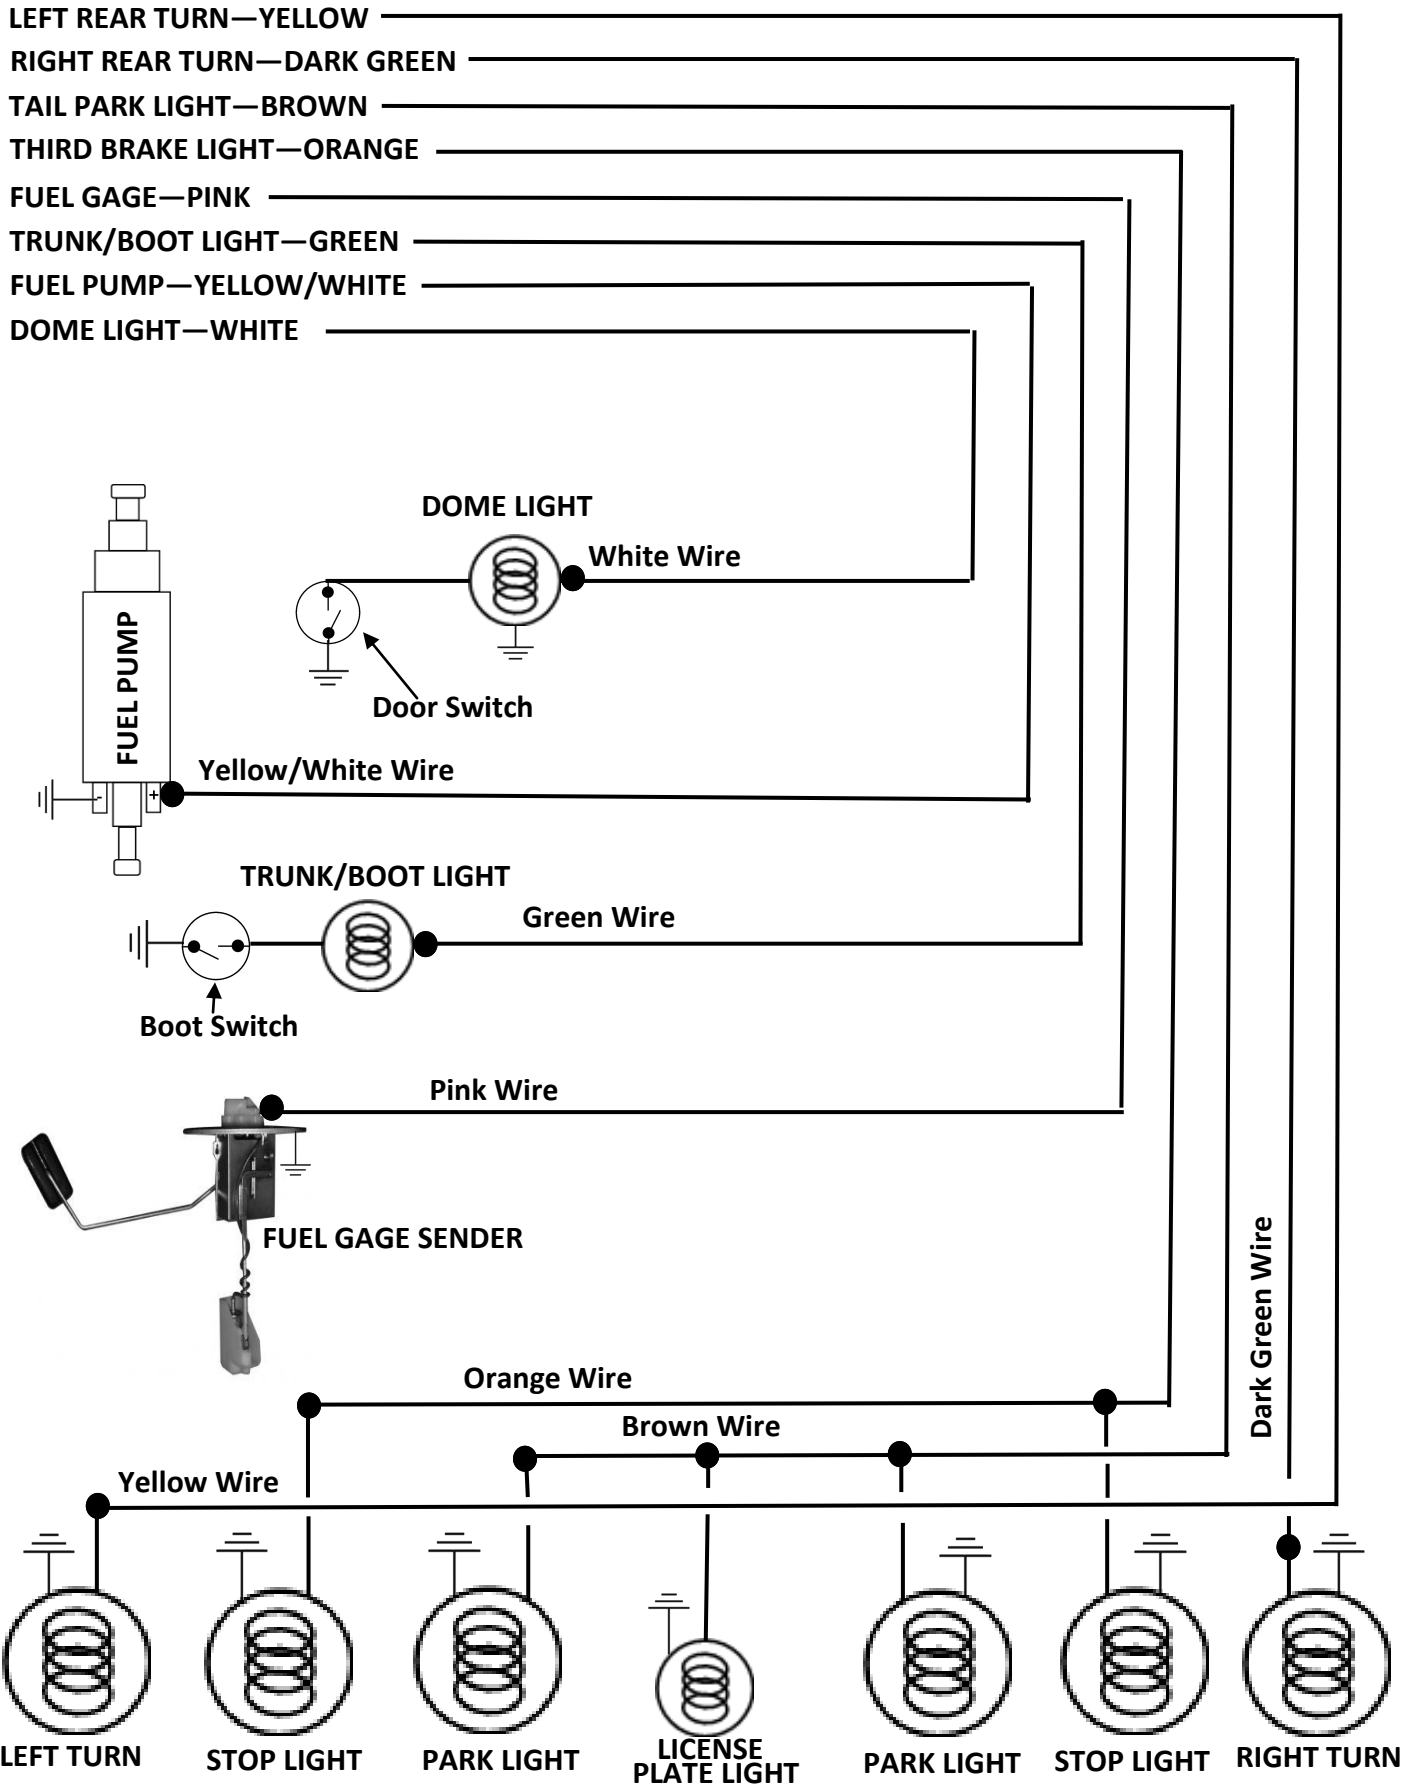 LEFT REAR TURN—YELLOW
RIGHT REAR TURN—DARK GREEN
TAIL PARK LIGHT—BROWN
THIRD BRAKE LIGHT—ORANGE
FUEL GAGE—PINK
TRUNK/BOOT LIGHT—GREEN
FUEL PUMP—YELLOW/WHITE
DOME LIGHT—WHITE
DOME LIGHT
White Wire
FUEL PUMP
Door Switch
Yellow/White Wire
- +
TRUNK/BOOT LIGHT
Green Wire
Boot Switch
Pink Wire
FUEL GAGE SENDER
Dark Green Wire
Orange Wire
Brown Wire
Yellow Wire
LEFT TURN
STOP LIGHT
PARK LIGHT
LICENSE
PLATE LIGHT
PARK LIGHT
STOP LIGHT
RIGHT TURN